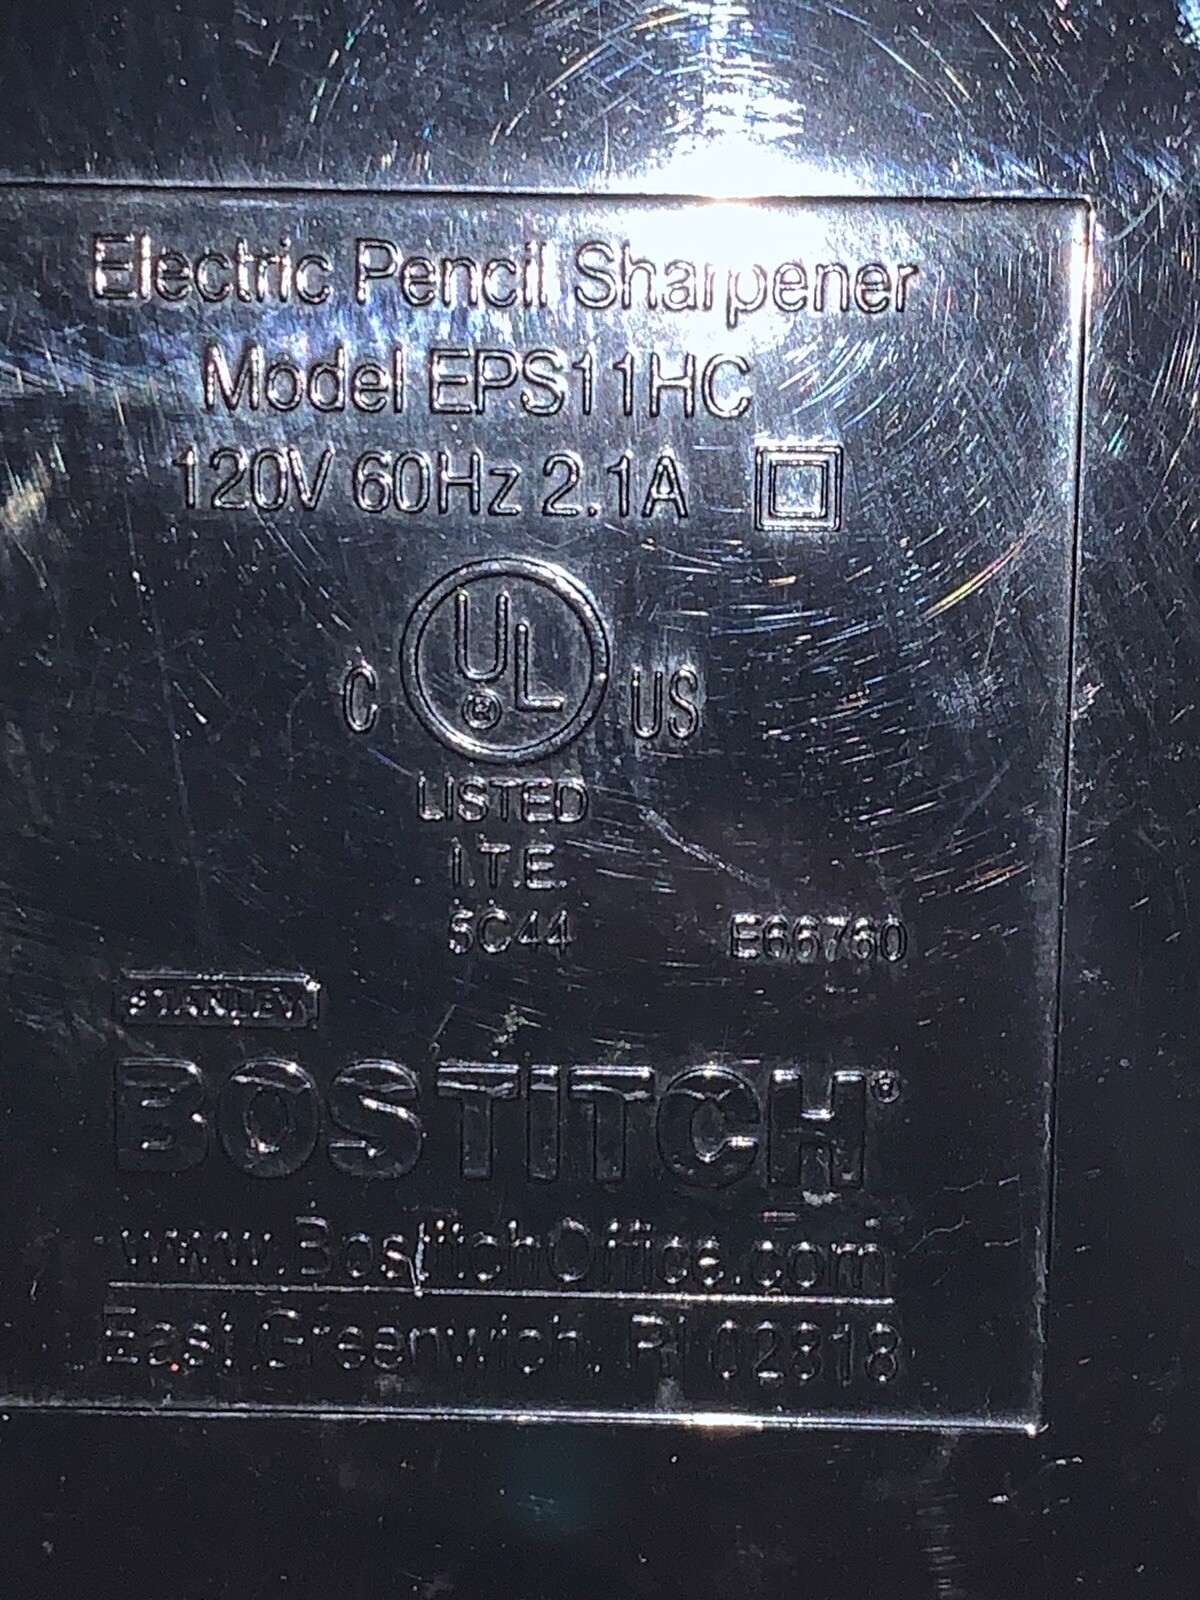 Electric Pencil Sharpener
Model EPS11HC
120V 60Hz 2.1A
C UL® US
LISTED
I.T.E.
5C44 E66760
STANLEY
BOSTITCH®
www.BostitchOffice.com
East Greenwich, RI 02818